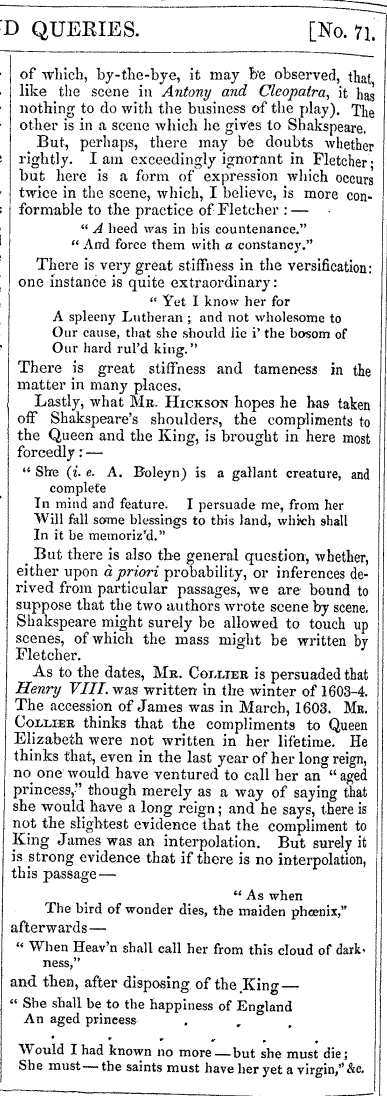 D QUERIES. [No. 71.
of which, by-the-bye, it may be observed, that,
like the scene in Antony and Cleopatra, it has
nothing to do with the business of the play). The
other is in a scene which he gives to Shakspeare.
But, perhaps, there may be doubts whether
rightly. I am exceedingly ignorant in Fletcher;
but here is a form of expression which occurs
twice in the scene, which, I believe, is more con-
formable to the practice of Fletcher :—
"A heed was in his countenance."
"And force them with a constancy."
There is very great stiffness in the versification:
one instance is quite extraordinary:
"Yet I know her for
A spleeny Lutheran; and not wholesome to
Our cause, that she should lie i' the bosom of
Our hard rul'd king."
There is great stiffness and tameness in the
matter in many places.
Lastly, what MR. HICKSON hopes he has taken
off Shakspeare's shoulders, the compliments to
the Queen and the King, is brought in here most
forcedly :—
"She (i. e. A. Boleyn) is a gallant creature, and
complete
In mind and feature. I persuade me, from her
Will fall some blessings to this land, which shall
In it be memoriz'd."
But there is also the general question, whether,
either upon à priori probability, or inferences de-
rived from particular passages, we are bound to
suppose that the two authors wrote scene by scene.
Shakspeare might surely be allowed to touch up
scenes, of which the mass might be written by
Fletcher.
As to the dates, MR. COLLIER is persuaded that
Henry VIII. was written in the winter of 1603-4.
The accession of James was in March, 1603. MR.
COLLIER thinks that the compliments to Queen
Elizabeth were not written in her lifetime. He
thinks that, even in the last year of her long reign,
no one would have ventured to call her an "aged
princess," though merely as a way of saying that
she would have a long reign; and he says, there is
not the slightest evidence that the compliment to
King James was an interpolation. But surely it
is strong evidence that if there is no interpolation,
this passage—
"As when
The bird of wonder dies, the maiden phœnix,"
afterwards—
"When Heav'n shall call her from this cloud of dark-
ness,"
and then, after disposing of the King—
"She shall be to the happiness of England
An aged princess . . .
. . . . . .
Would I had known no more—but she must die;
She must—the saints must have her yet a virgin," &c.